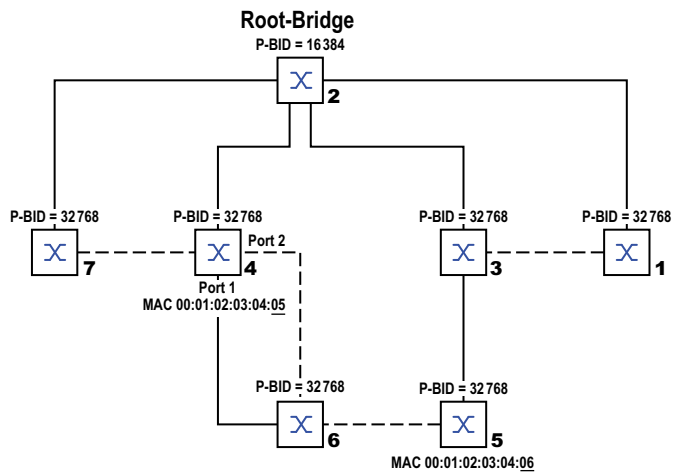 Root-Bridge
P-BID = 16384
2
P-BID = 32768
P-BID = 32768
P-BID = 32768
P-BID = 32768
7
4
Port 2
3
1
Port 1
MAC 00:01:02:03:04:05
P-BID = 32768
P-BID = 32768
6
5
MAC 00:01:02:03:04:06